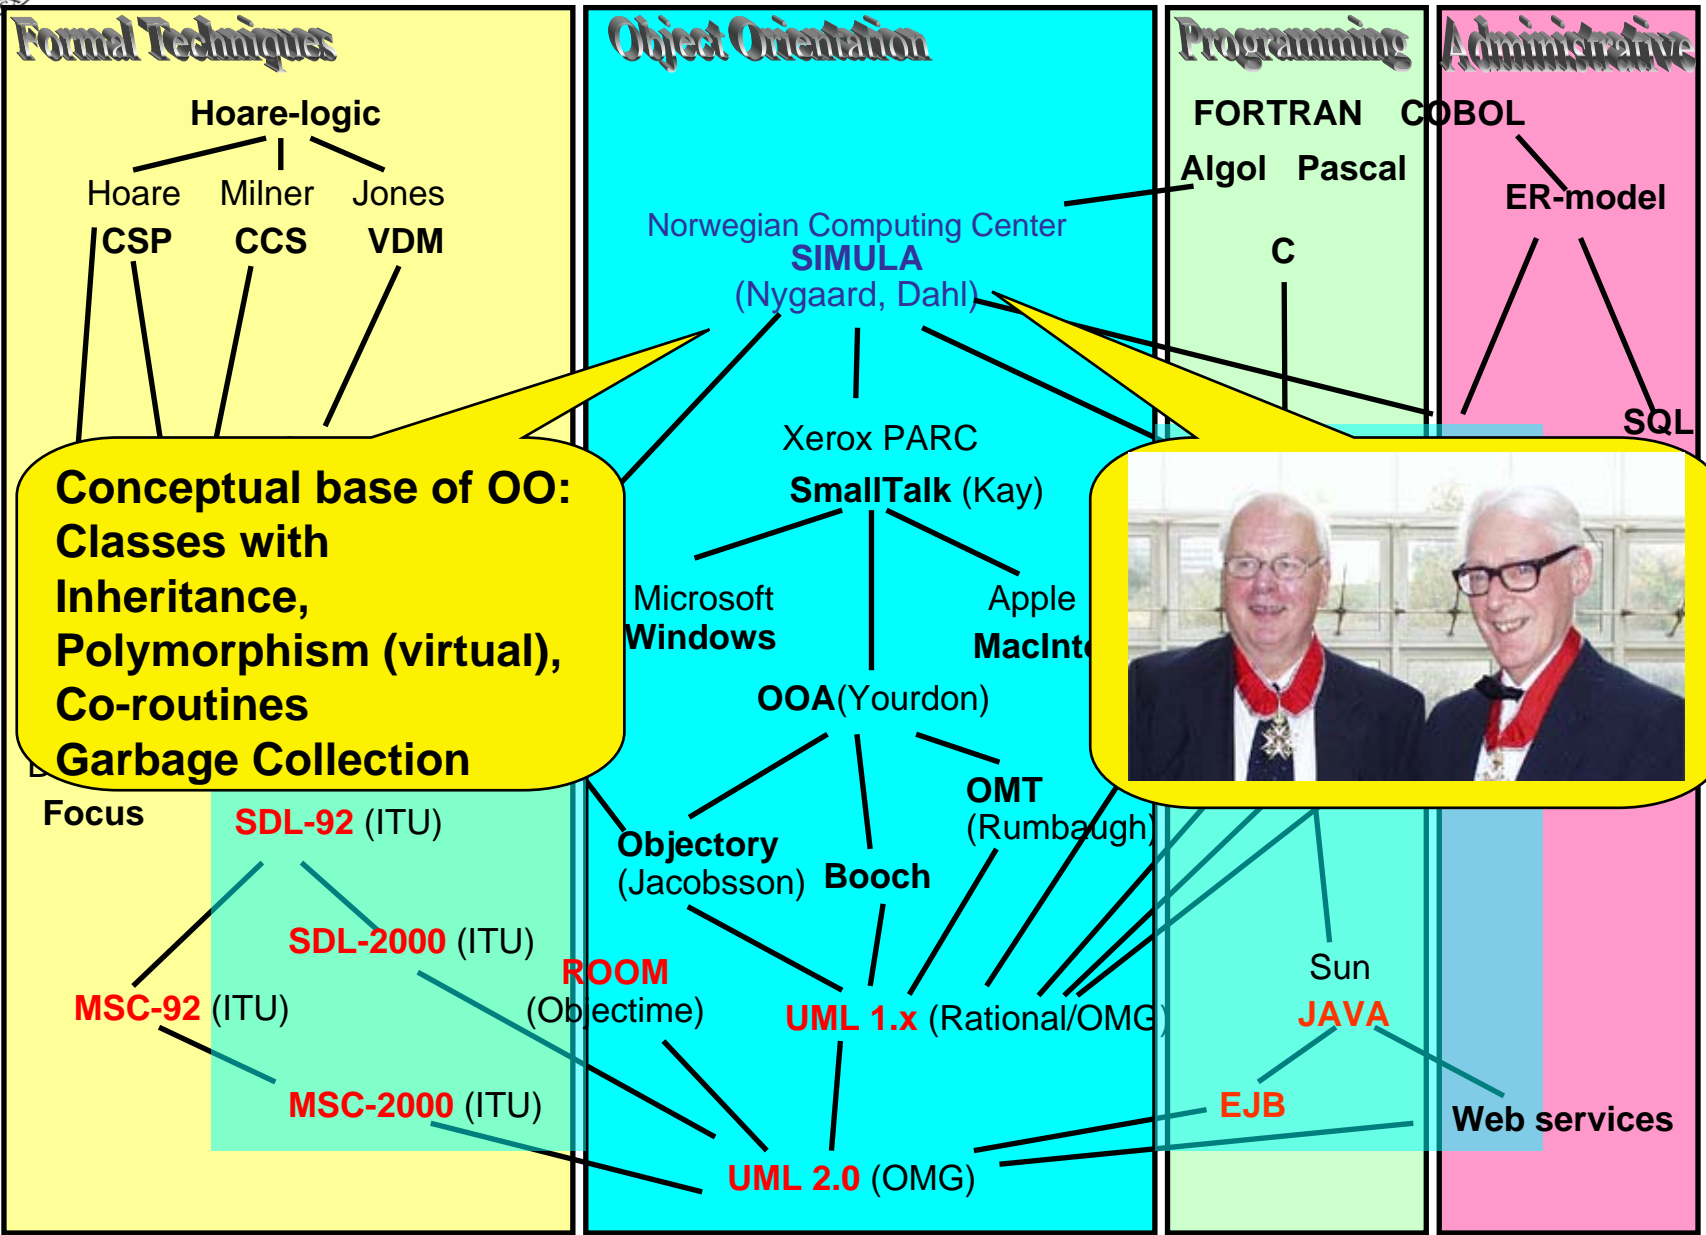 Formal Techniques
Object Orientation
Programming
Administrative
Hoare-logic
Hoare Milner Jones
CSP CCS VDM
FORTRAN COBOL
Algol Pascal
ER-model
C
SQL
Norwegian Computing Center
SIMULA
(Nygaard, Dahl)
Xerox PARC
SmallTalk (Kay)
Conceptual base of OO:
Classes with
Inheritance,
Polymorphism (virtual),
Co-routines
Garbage Collection
Microsoft
Windows
Apple
MacInt
OOA(Yourdon)
OMT
(Rumbaugh)
Focus
SDL-92 (ITU)
Objectory
(Jacobsson)
Booch
SDL-2000 (ITU)
ROOM
(Objectime)
MSC-92 (ITU)
UML 1.x (Rational/OMG)
Sun
JAVA
MSC-2000 (ITU)
EJB
Web services
UML 2.0 (OMG)